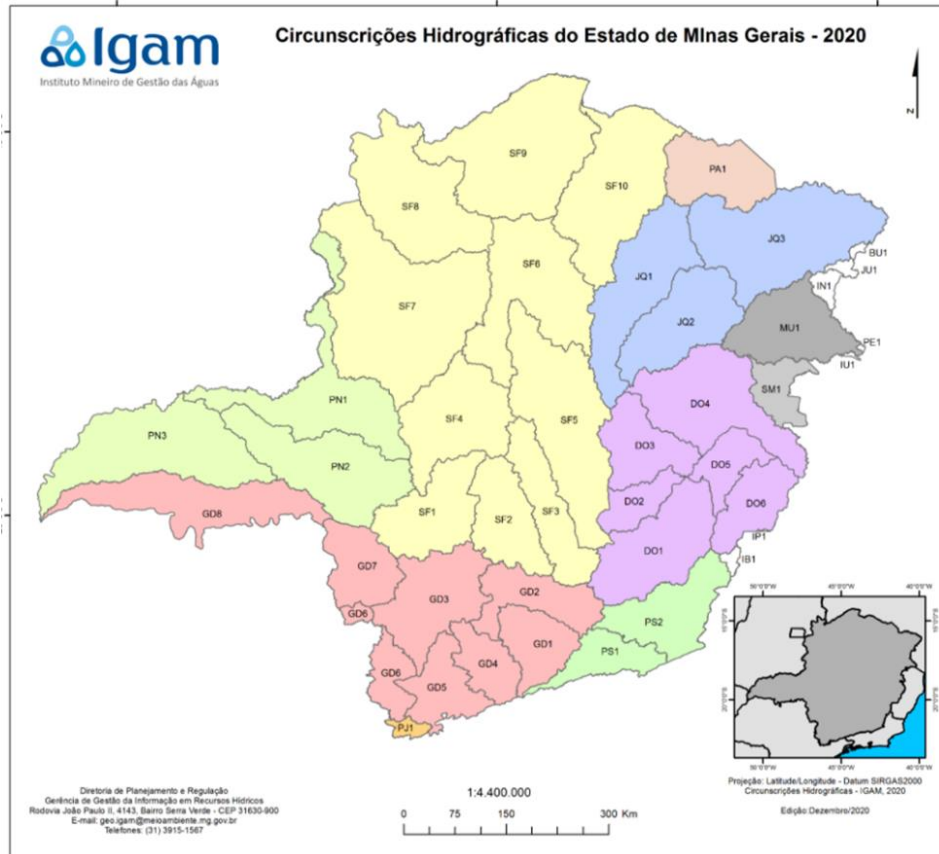 Igam
Instituto Mineiro de Gestão das Águas
Circunscrições Hidrográficas do Estado de MInas Gerais - 2020
N
SF9
SF10
PA1
SF8
JQ3
SF6
JQ1
BU1
JU1
IN1
SF7
JQ2
MU1
PE1
IU1
SM1
PN1
DO4
SF4
SF5
PN3
DO3
PN2
DO5
DO2
DO6
SF1
SF2
SF3
GD8
IP1
DO1
IB1
GD7
GD2
GD3
GD6
PS2
GD1
PS1
GD4
GD6
GD5
PJ1
Projeção: Latitude/Longitude - Datum SIRGAS2000
Circunscrições Hidrográficas - IGAM, 2020
Edição:Dezembro/2020
Diretoria de Planejamento e Regulação
Gerência de Gestão da Informação em Recursos Hídricos
Rodovia João Paulo II, 4143, Bairro Serra Verde - CEP 31630-900
E-mail: geo.igam@meioambiente.mg.gov.br
Telefones: (31) 3915-1567
1:4.400.000
0 75 150 300 Km